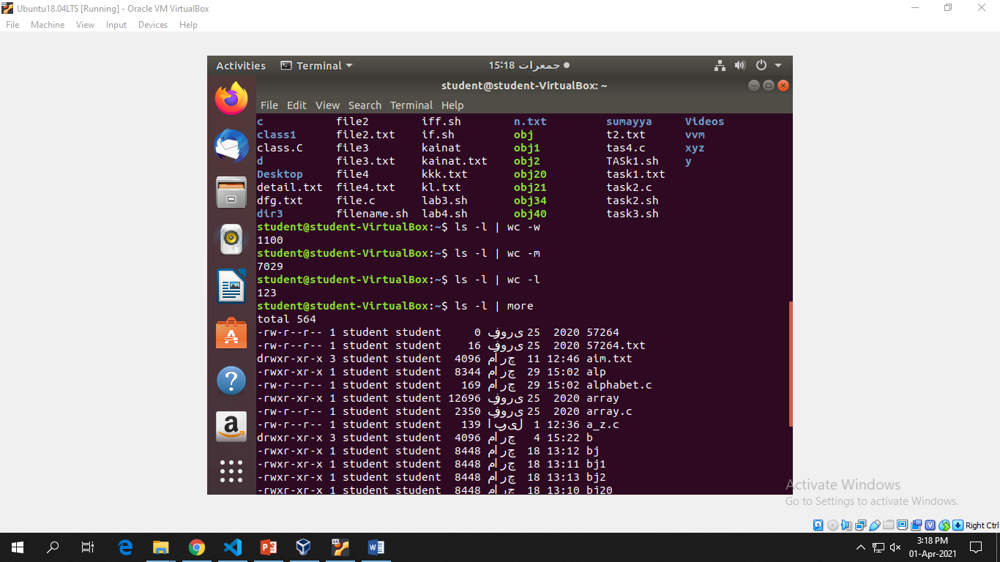 Ubuntu18.04LTS [Running] - Oracle VM VirtualBox
File Machine View Input Devices Help
Activities Terminal جمعرات 15:18
student@student-VirtualBox: ~
File Edit View Search Terminal Help
c file2 iff.sh n.txt sumayya Videos
class1 file2.txt if.sh obj t2.txt vvm
class.C file3 kainat obj1 tas4.c xyz
d file3.txt kainat.txt obj2 TASk1.sh y
Desktop file4 kkk.txt obj20 task1.txt
detail.txt file4.txt kl.txt obj21 task2.c
dfg.txt file.c lab3.sh obj34 task2.sh
dir3 filename.sh lab4.sh obj40 task3.sh
student@student-VirtualBox:~$ ls -l | wc -w
1100
student@student-VirtualBox:~$ ls -l | wc -m
7029
student@student-VirtualBox:~$ ls -l | wc -l
123
student@student-VirtualBox:~$ ls -l | more
total 564
-rw-r--r-- 1 student student 0 فروری 25 2020 57264
-rw-r--r-- 1 student student 16 فروری 25 2020 57264.txt
drwxr-xr-x 3 student student 4096 مارچ 11 12:46 aim.txt
-rwxr-xr-x 1 student student 8344 مارچ 29 15:02 alp
-rw-r--r-- 1 student student 169 مارچ 29 15:02 alphabet.c
-rwxr-xr-x 1 student student 12696 فروری 25 2020 array
-rw-r--r-- 1 student student 2350 فروری 25 2020 array.c
-rw-r--r-- 1 student student 139 اپریل 1 12:36 a_z.c
drwxr-xr-x 3 student student 4096 مارچ 4 15:22 b
-rwxr-xr-x 1 student student 8448 مارچ 18 13:12 bj
-rwxr-xr-x 1 student student 8448 مارچ 18 13:11 bj1
-rwxr-xr-x 1 student student 8448 مارچ 18 13:13 bj2
-rwxr-xr-x 1 student student 8448 مارچ 18 13:10 bj20
Activate Windows
Go to Settings to activate Windows.
Right Ctrl
3:18 PM
01-Apr-2021